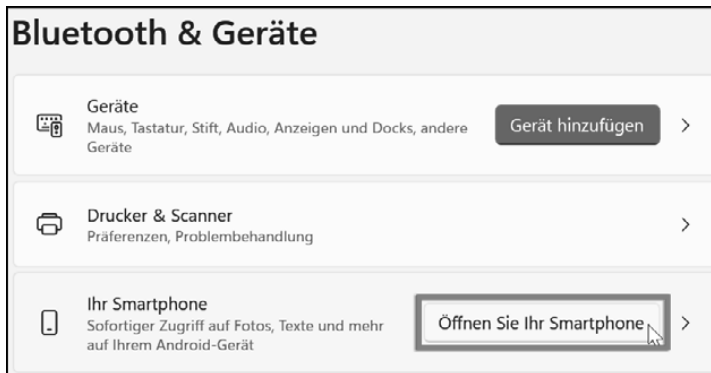 Bluetooth & Geräte
Geräte
Maus, Tastatur, Stift, Audio, Anzeigen und Docks, andere
Geräte
Gerät hinzufügen
Drucker & Scanner
Präferenzen, Problembehandlung
Ihr Smartphone
Sofortiger Zugriff auf Fotos, Texte und mehr
auf Ihrem Android-Gerät
Öffnen Sie Ihr Smartphone